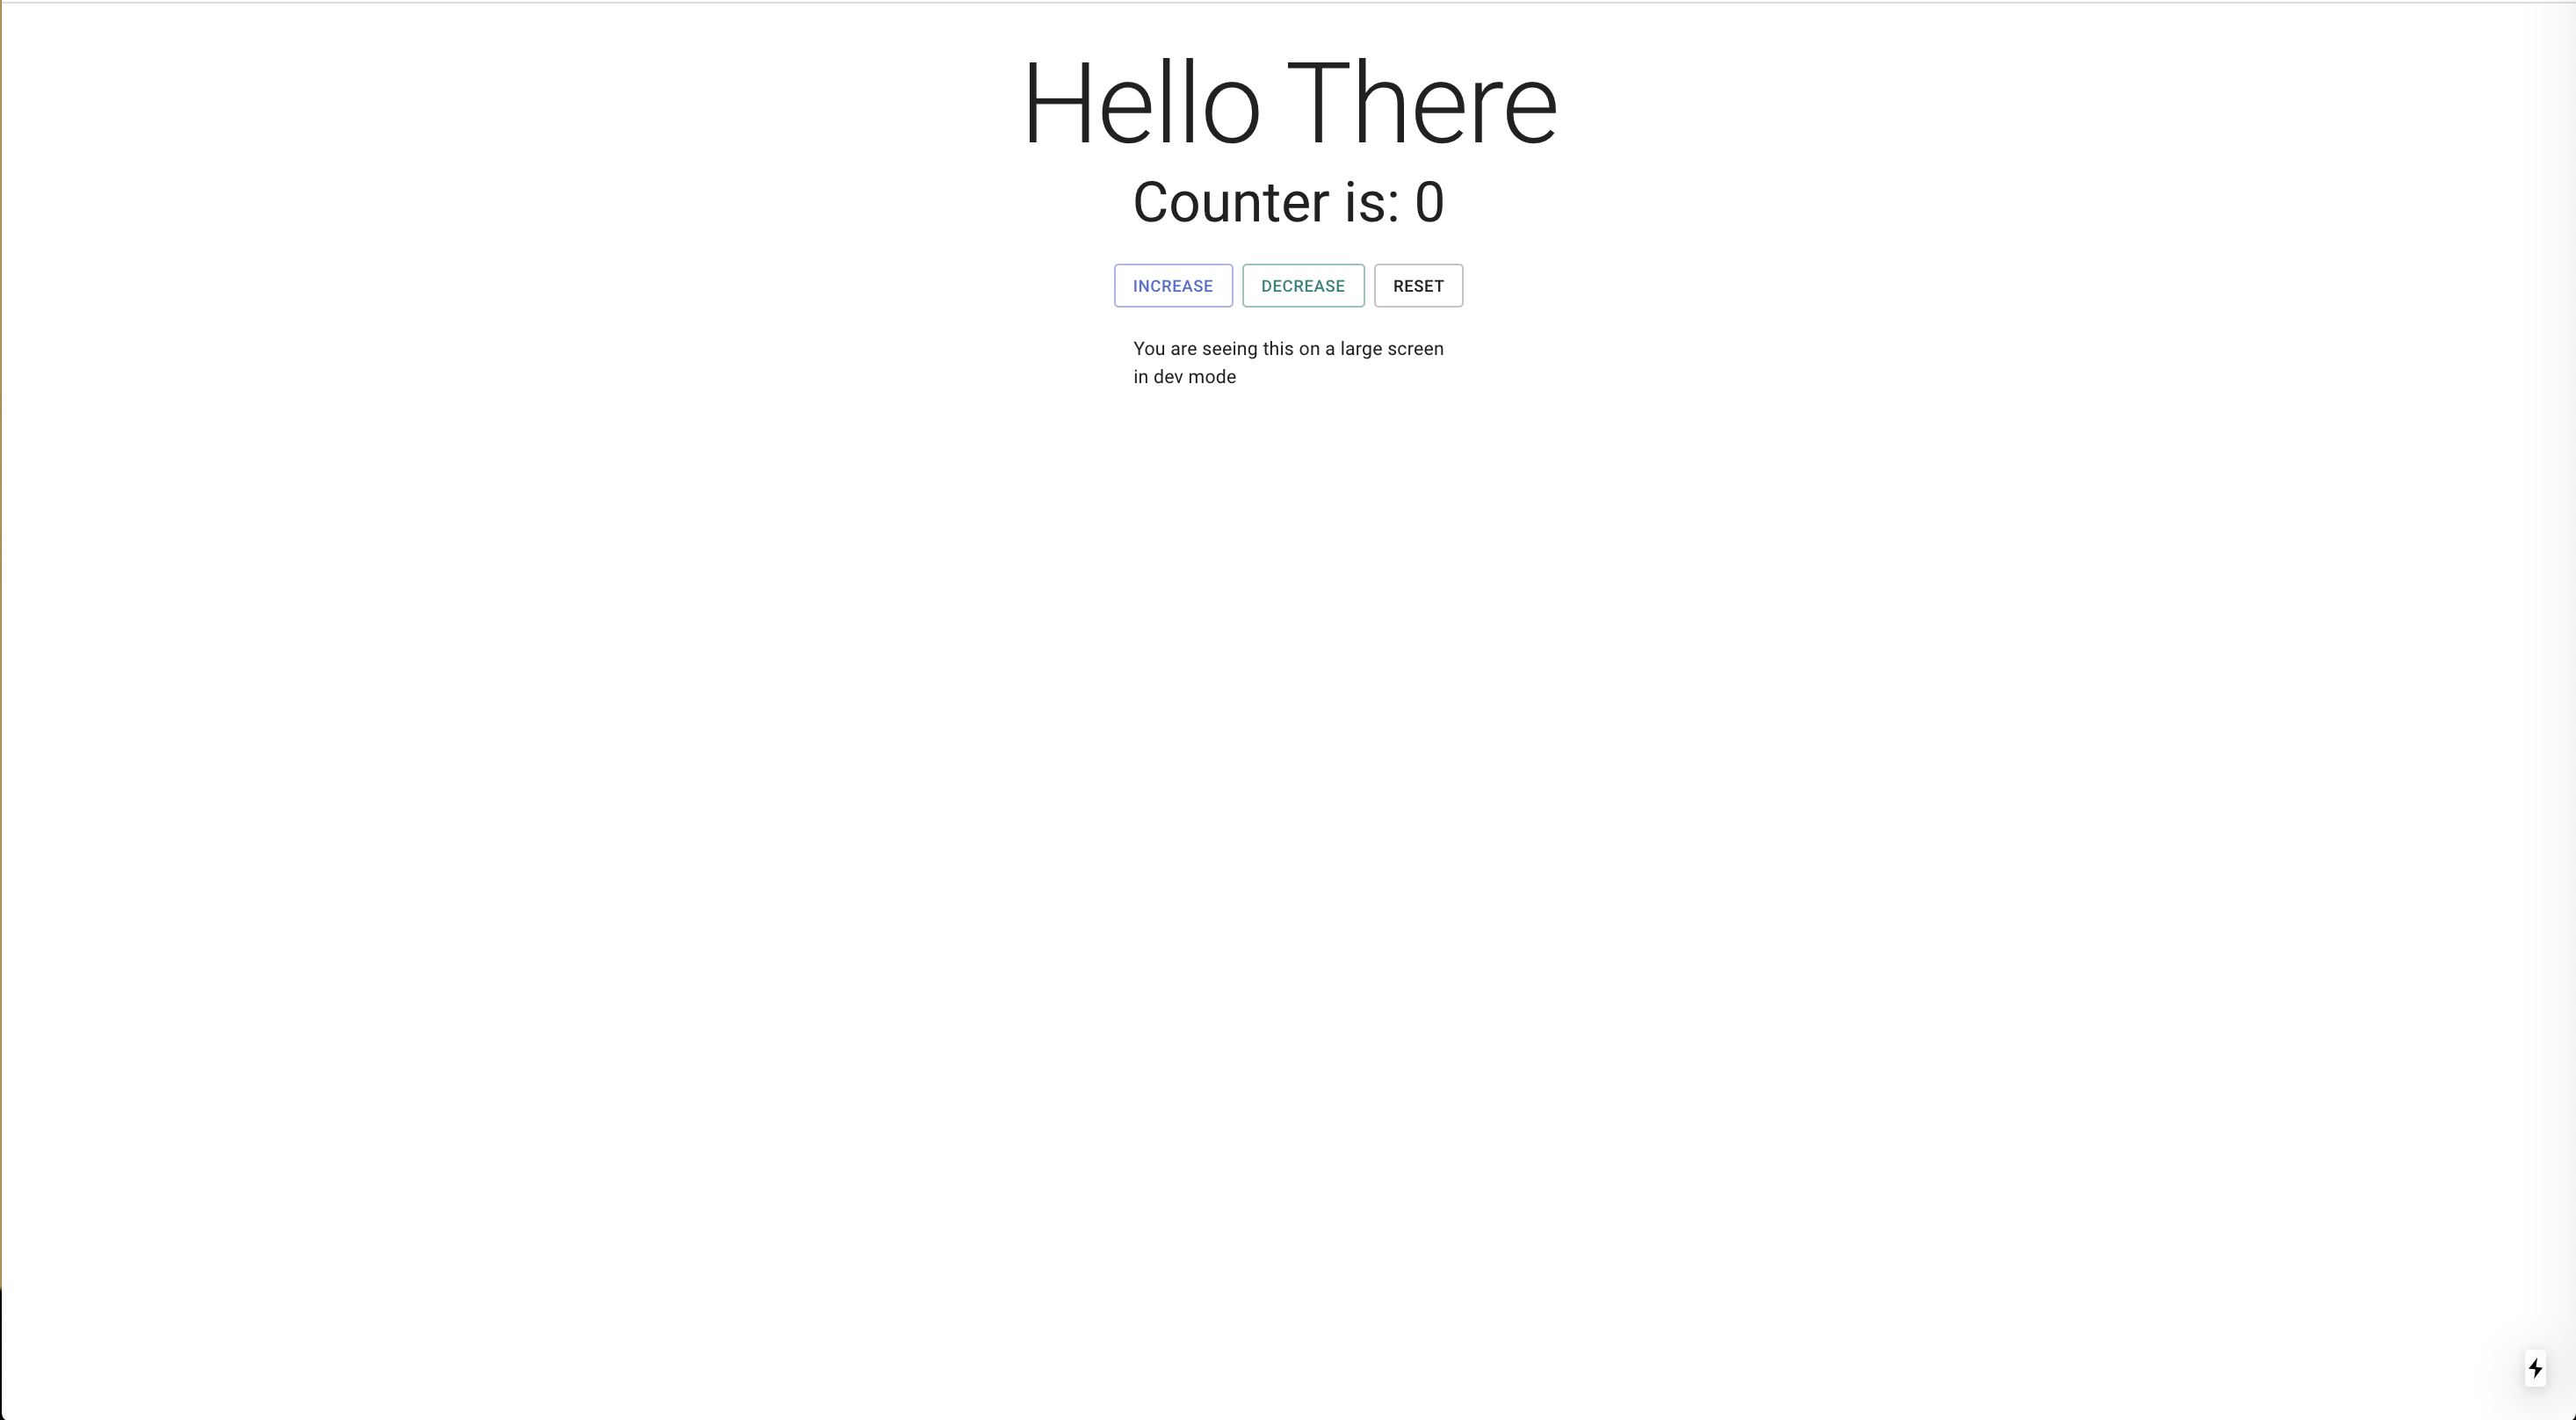 Hello There
Counter is: 0
INCREASE DECREASE RESET
You are seeing this on a large screen
in dev mode